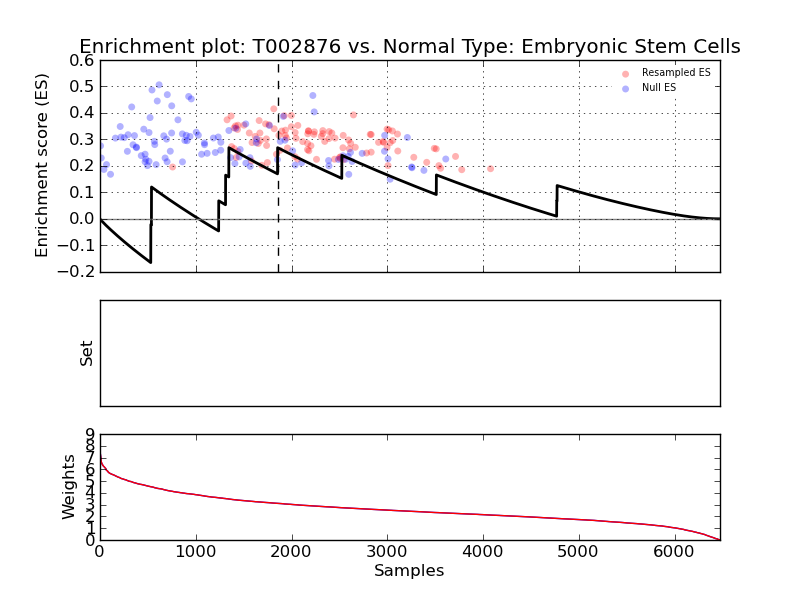 Enrichment plot: T002876 vs. Normal Type: Embryonic Stem Cells
0.6
0.5
0.4
0.3
0.2
0.1
0.0
−0.1
−0.2
Enrichment score (ES)
Resampled ES
Null ES
Set
9
8
7
6
5
4
3
2
1
0
Weights
0 1000 2000 3000 4000 5000 6000
Samples